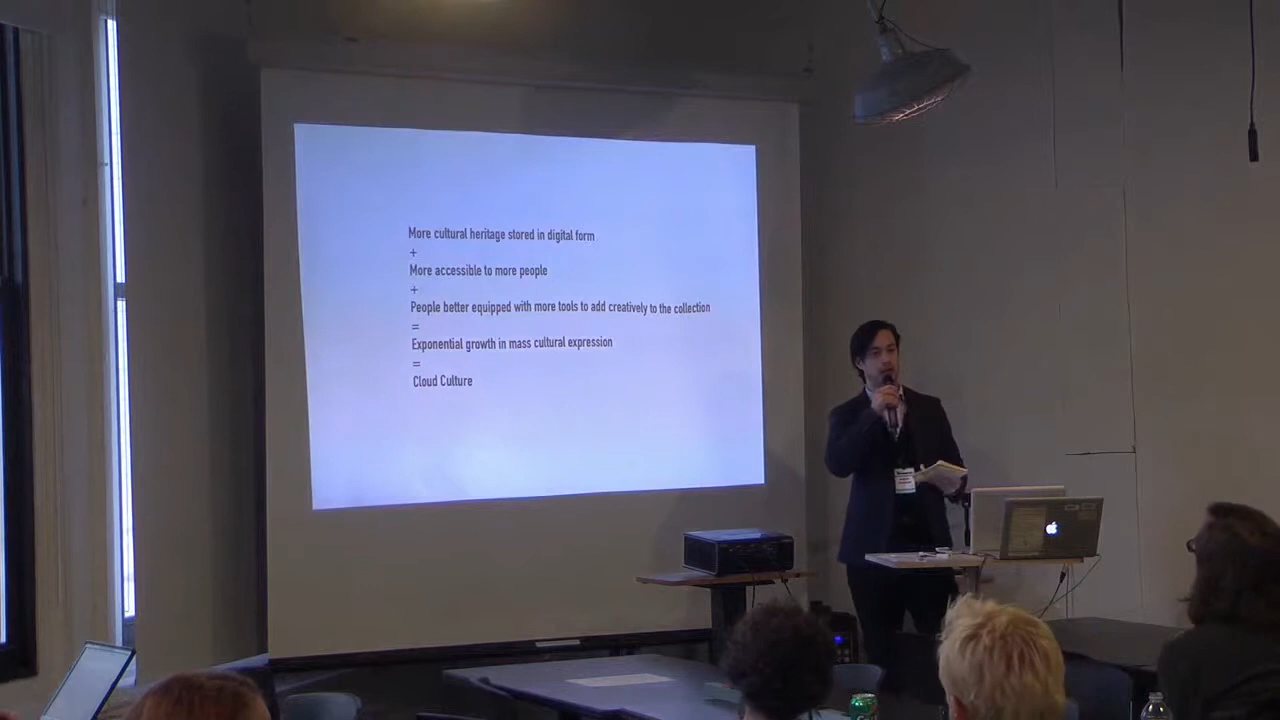 More cultural heritage stored in digital form
+
More accessible to more people
+
People better equipped with more tools to add creatively to the collection
=
Exponential growth in mass cultural expression
=
Cloud Culture